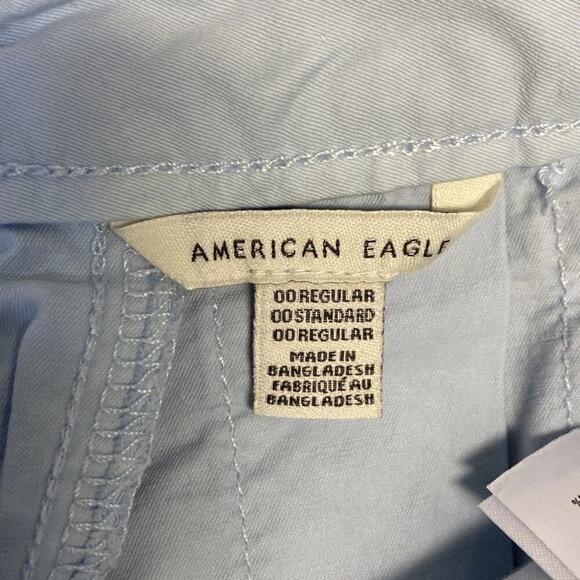 AMERICAN EAGLE
00 REGULAR
00 STANDARD
00 REGULAR
MADE IN
BANGLADESH
FABRIQUÉ AU
BANGLADESH